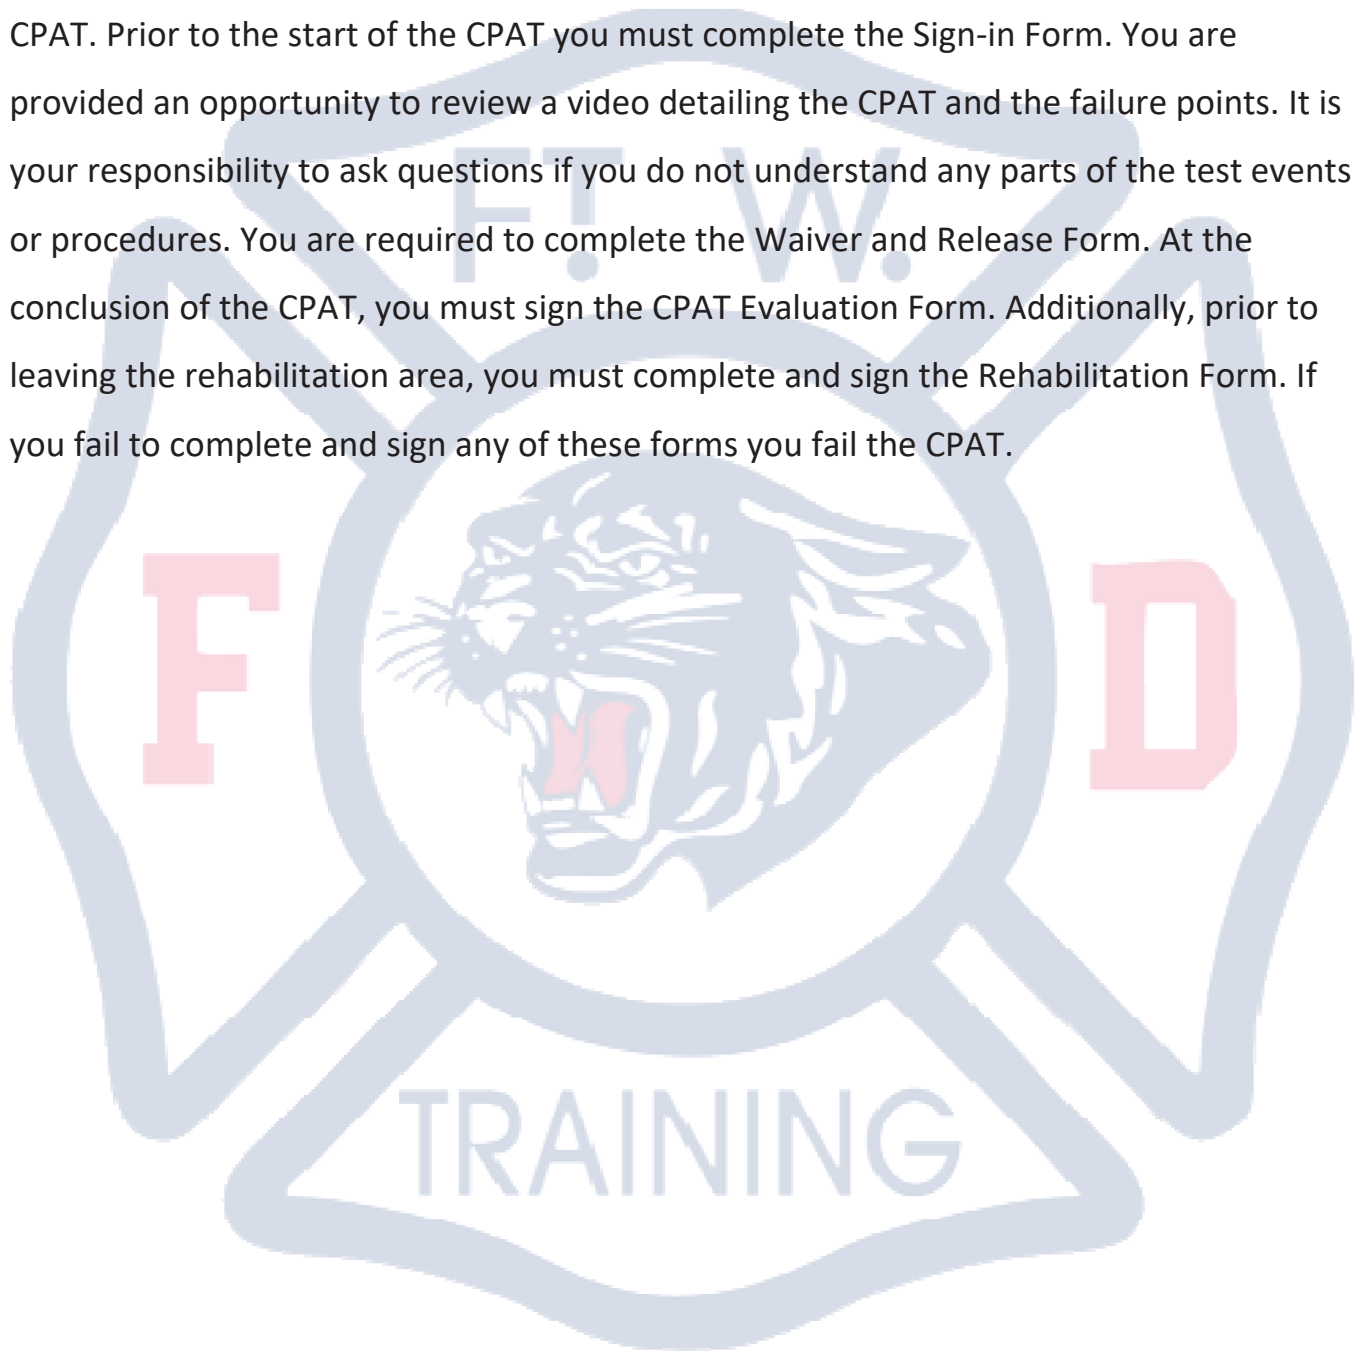 CPAT. Prior to the start of the CPAT you must complete the Sign-in Form. You are
provided an opportunity to review a video detailing the CPAT and the failure points. It is
your responsibility to ask questions if you do not understand any parts of the test events
or procedures. You are required to complete the Waiver and Release Form. At the
conclusion of the CPAT, you must sign the CPAT Evaluation Form. Additionally, prior to
leaving the rehabilitation area, you must complete and sign the Rehabilitation Form. If
you fail to complete and sign any of these forms you fail the CPAT.
FT. W.
F D
TRAINING